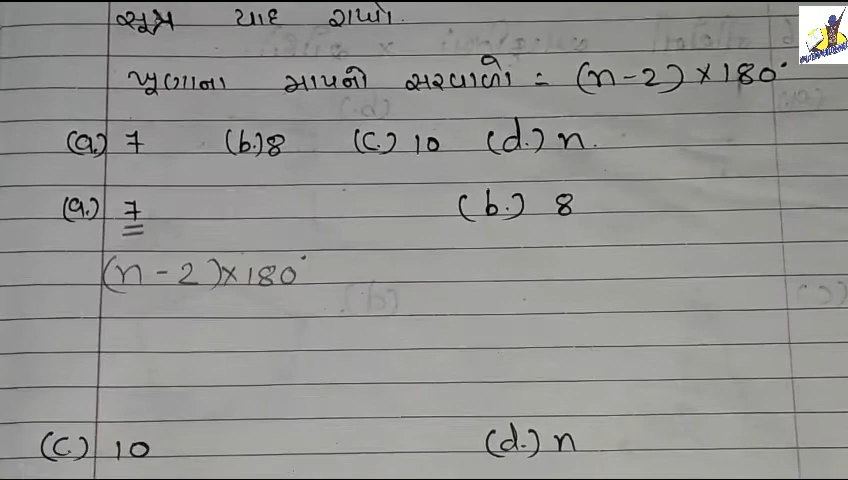 સૂત્ર યાદ રાખો.
ખૂણાના માપનો સરવાળો = (n-2) × 180°
(a.) 7 (b.) 8 (c.) 10 (d.) n.
(a.) 7 (b.) 8
(n-2) × 180°
(c.) 10 (d.) n